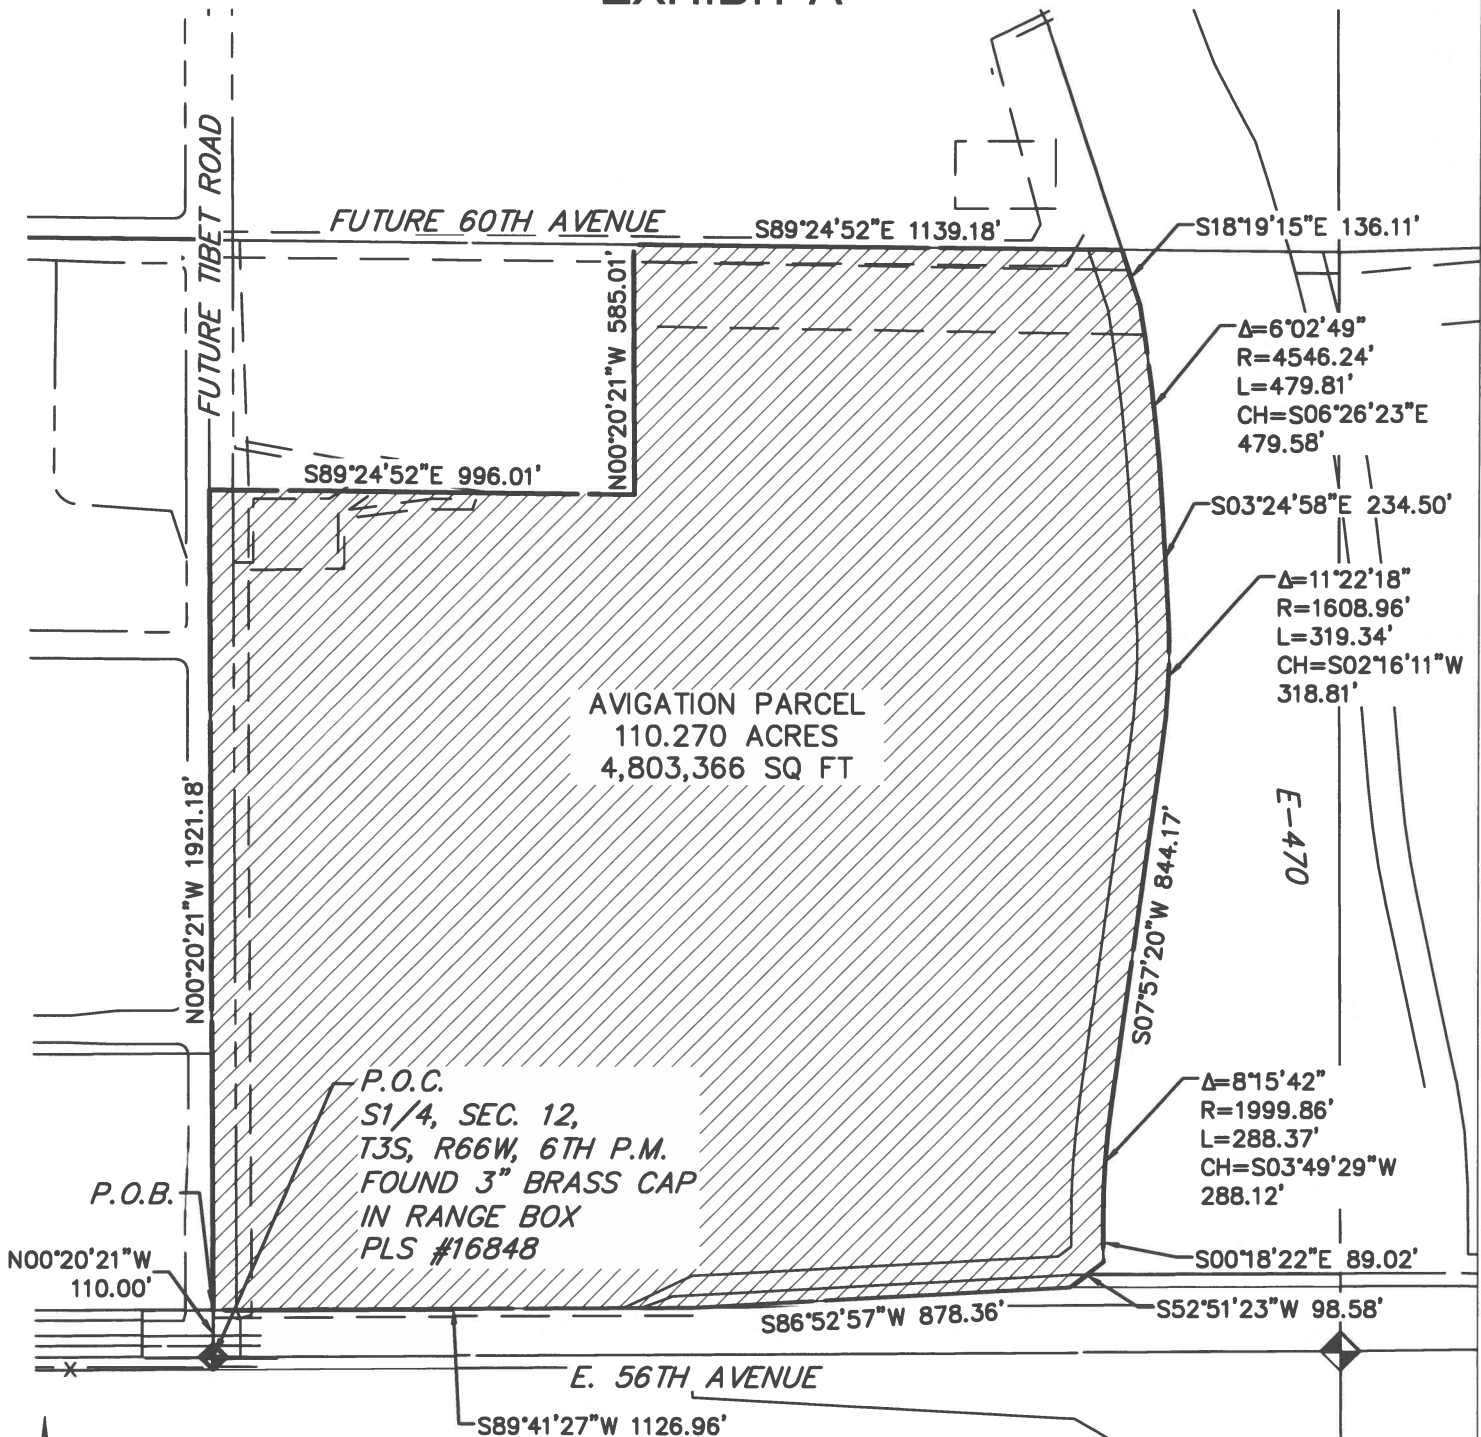 FUTURE TIBET ROAD
FUTURE 60TH AVENUE
S89°24'52"E 1139.18'
S18°19'15"E 136.11'
N00°20'21"W 585.01'
Δ=6°02'49"
R=4546.24'
L=479.81'
CH=S06°26'23"E
479.58'
S89°24'52"E 996.01'
S03°24'58"E 234.50'
Δ=11°22'18"
R=1608.96'
L=319.34'
CH=S02°16'11"W
318.81'
AVIGATION PARCEL
110.270 ACRES
4,803,366 SQ FT
N00°20'21"W 1921.18'
E-470
S07°57'20"W 844.17'
P.O.C.
S1/4, SEC. 12,
T3S, R66W, 6TH P.M.
FOUND 3" BRASS CAP
IN RANGE BOX
PLS #16848
Δ=8°15'42"
R=1999.86'
L=288.37'
CH=S03°49'29"W
288.12'
P.O.B.
N00°20'21"W
110.00'
S00°18'22"E 89.02'
S52°51'23"W 98.58'
S86°52'57"W 878.36'
X
E. 56TH AVENUE
S89°41'27"W 1126.96'